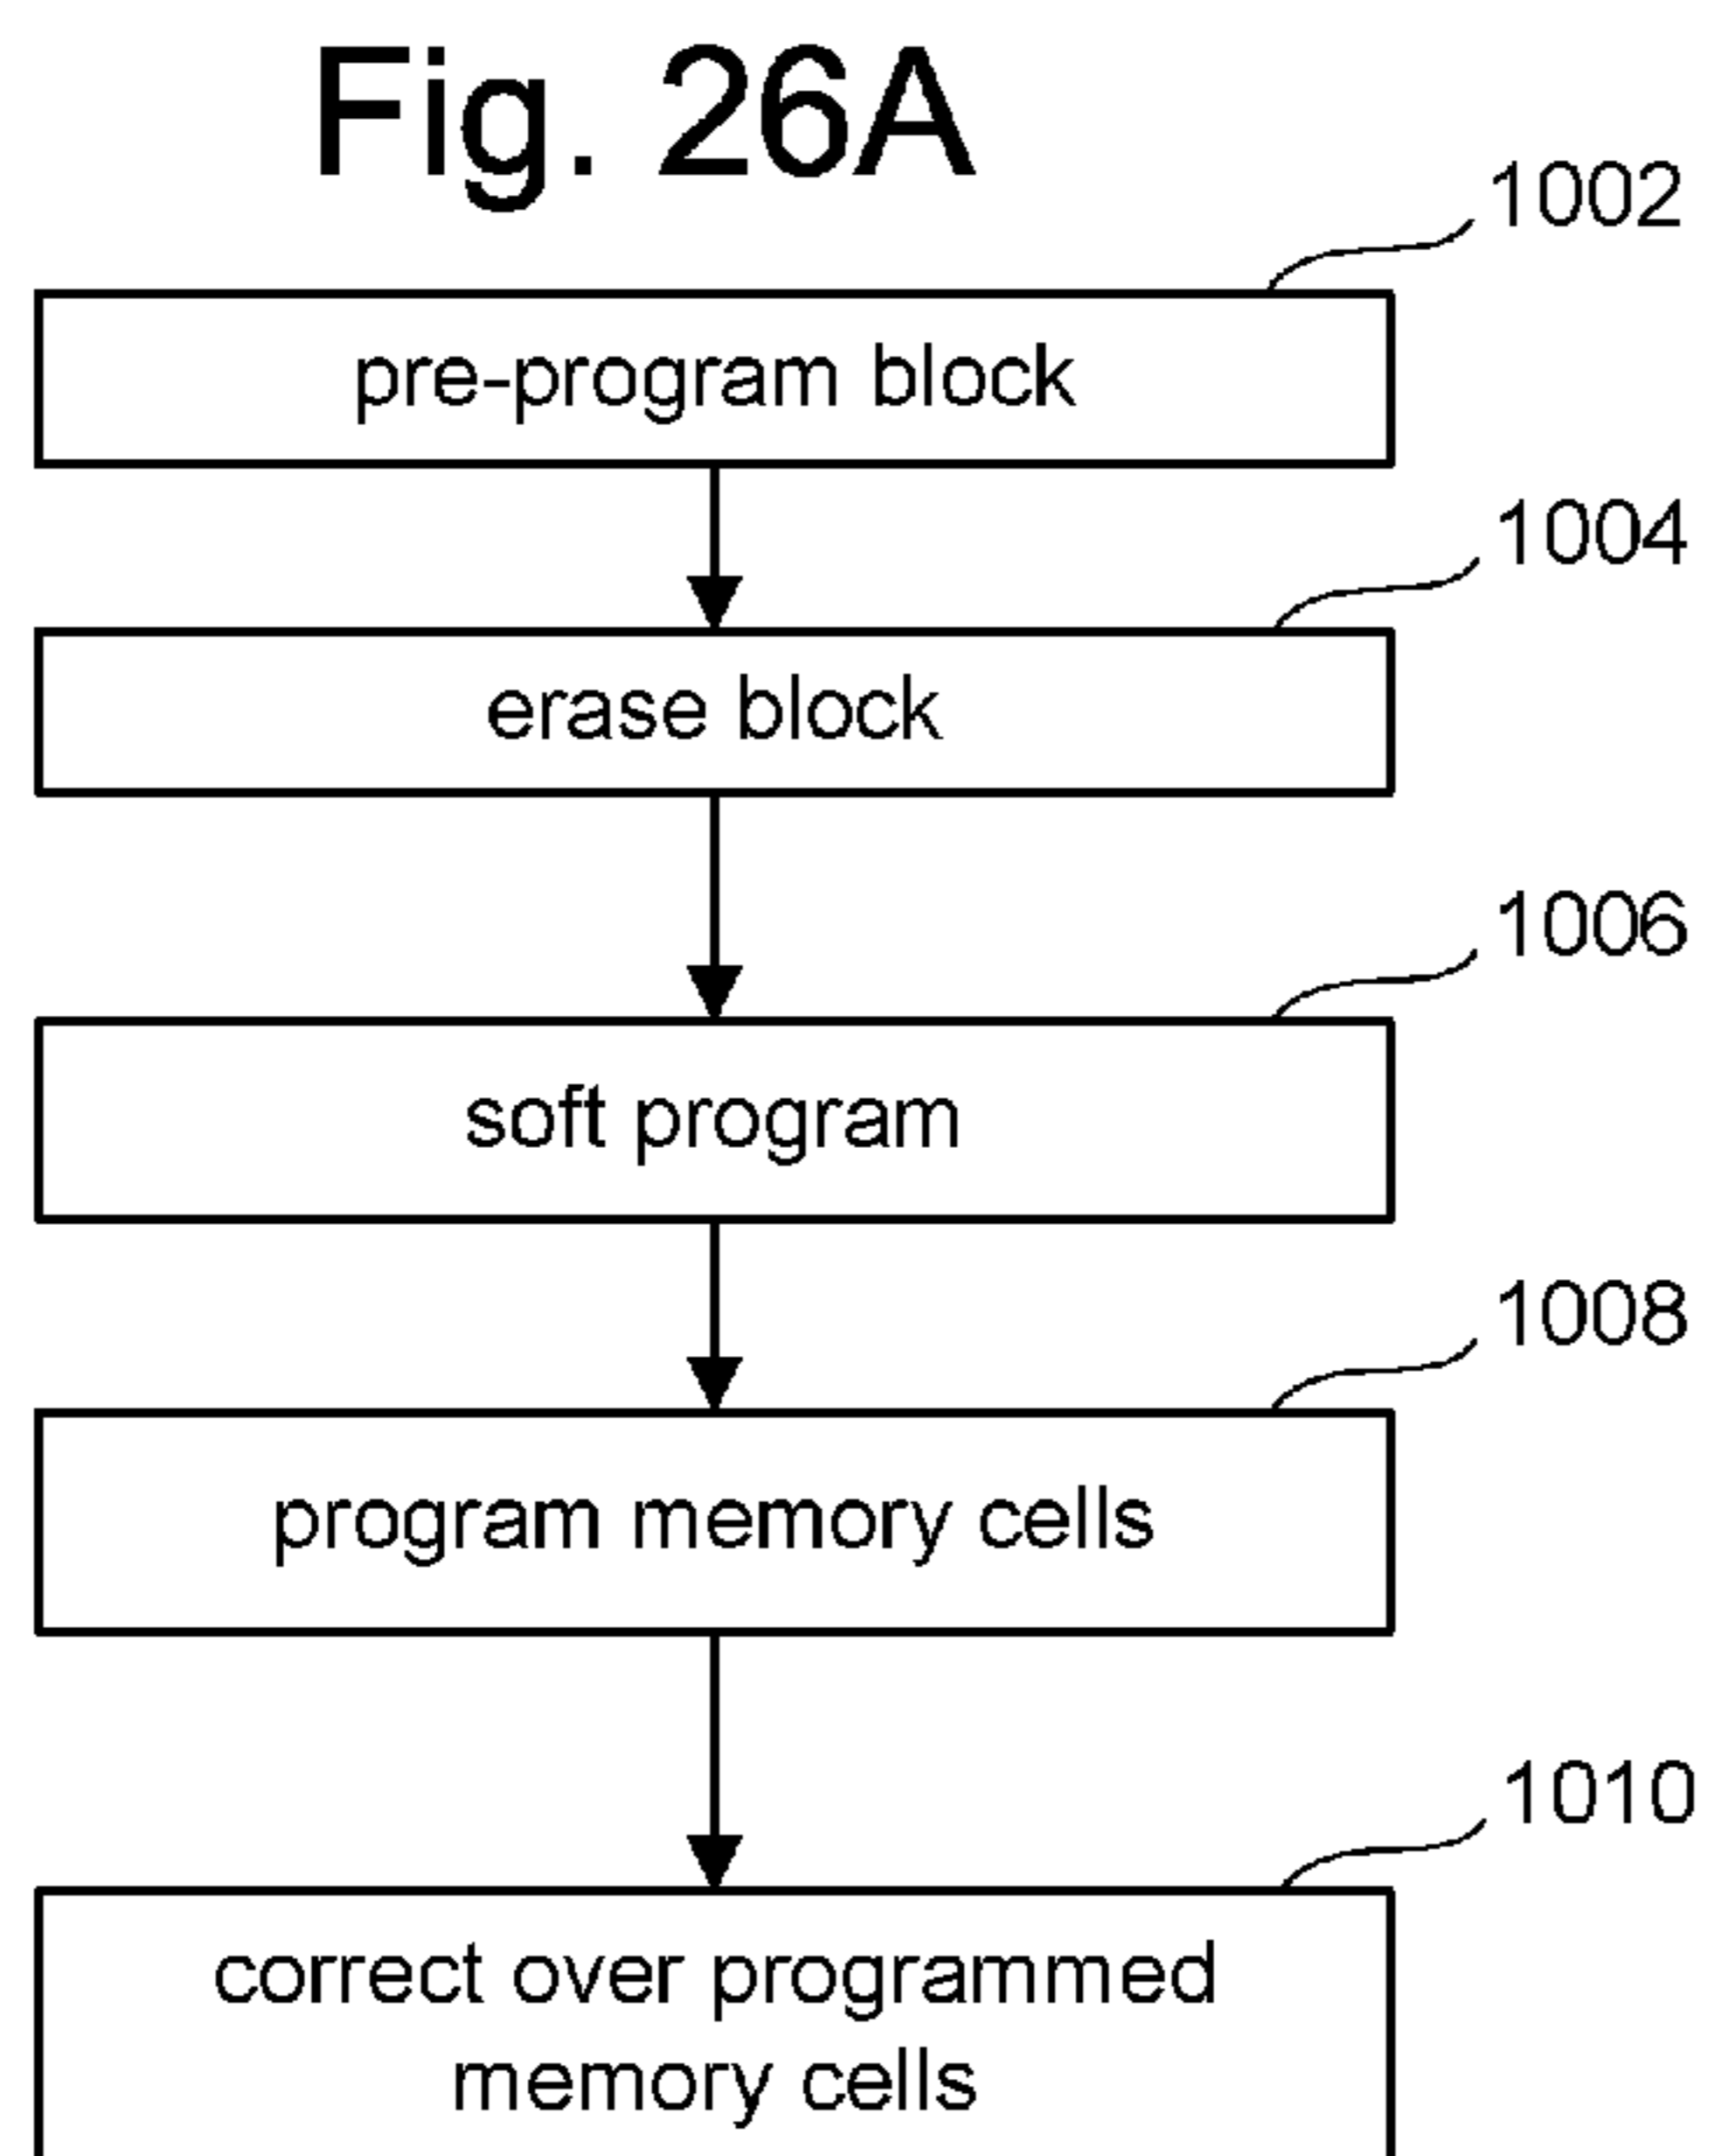 Fig. 26A
1002
pre-program block
1004
erase block
1006
soft program
1008
program memory cells
1010
correct over programmed
memory cells